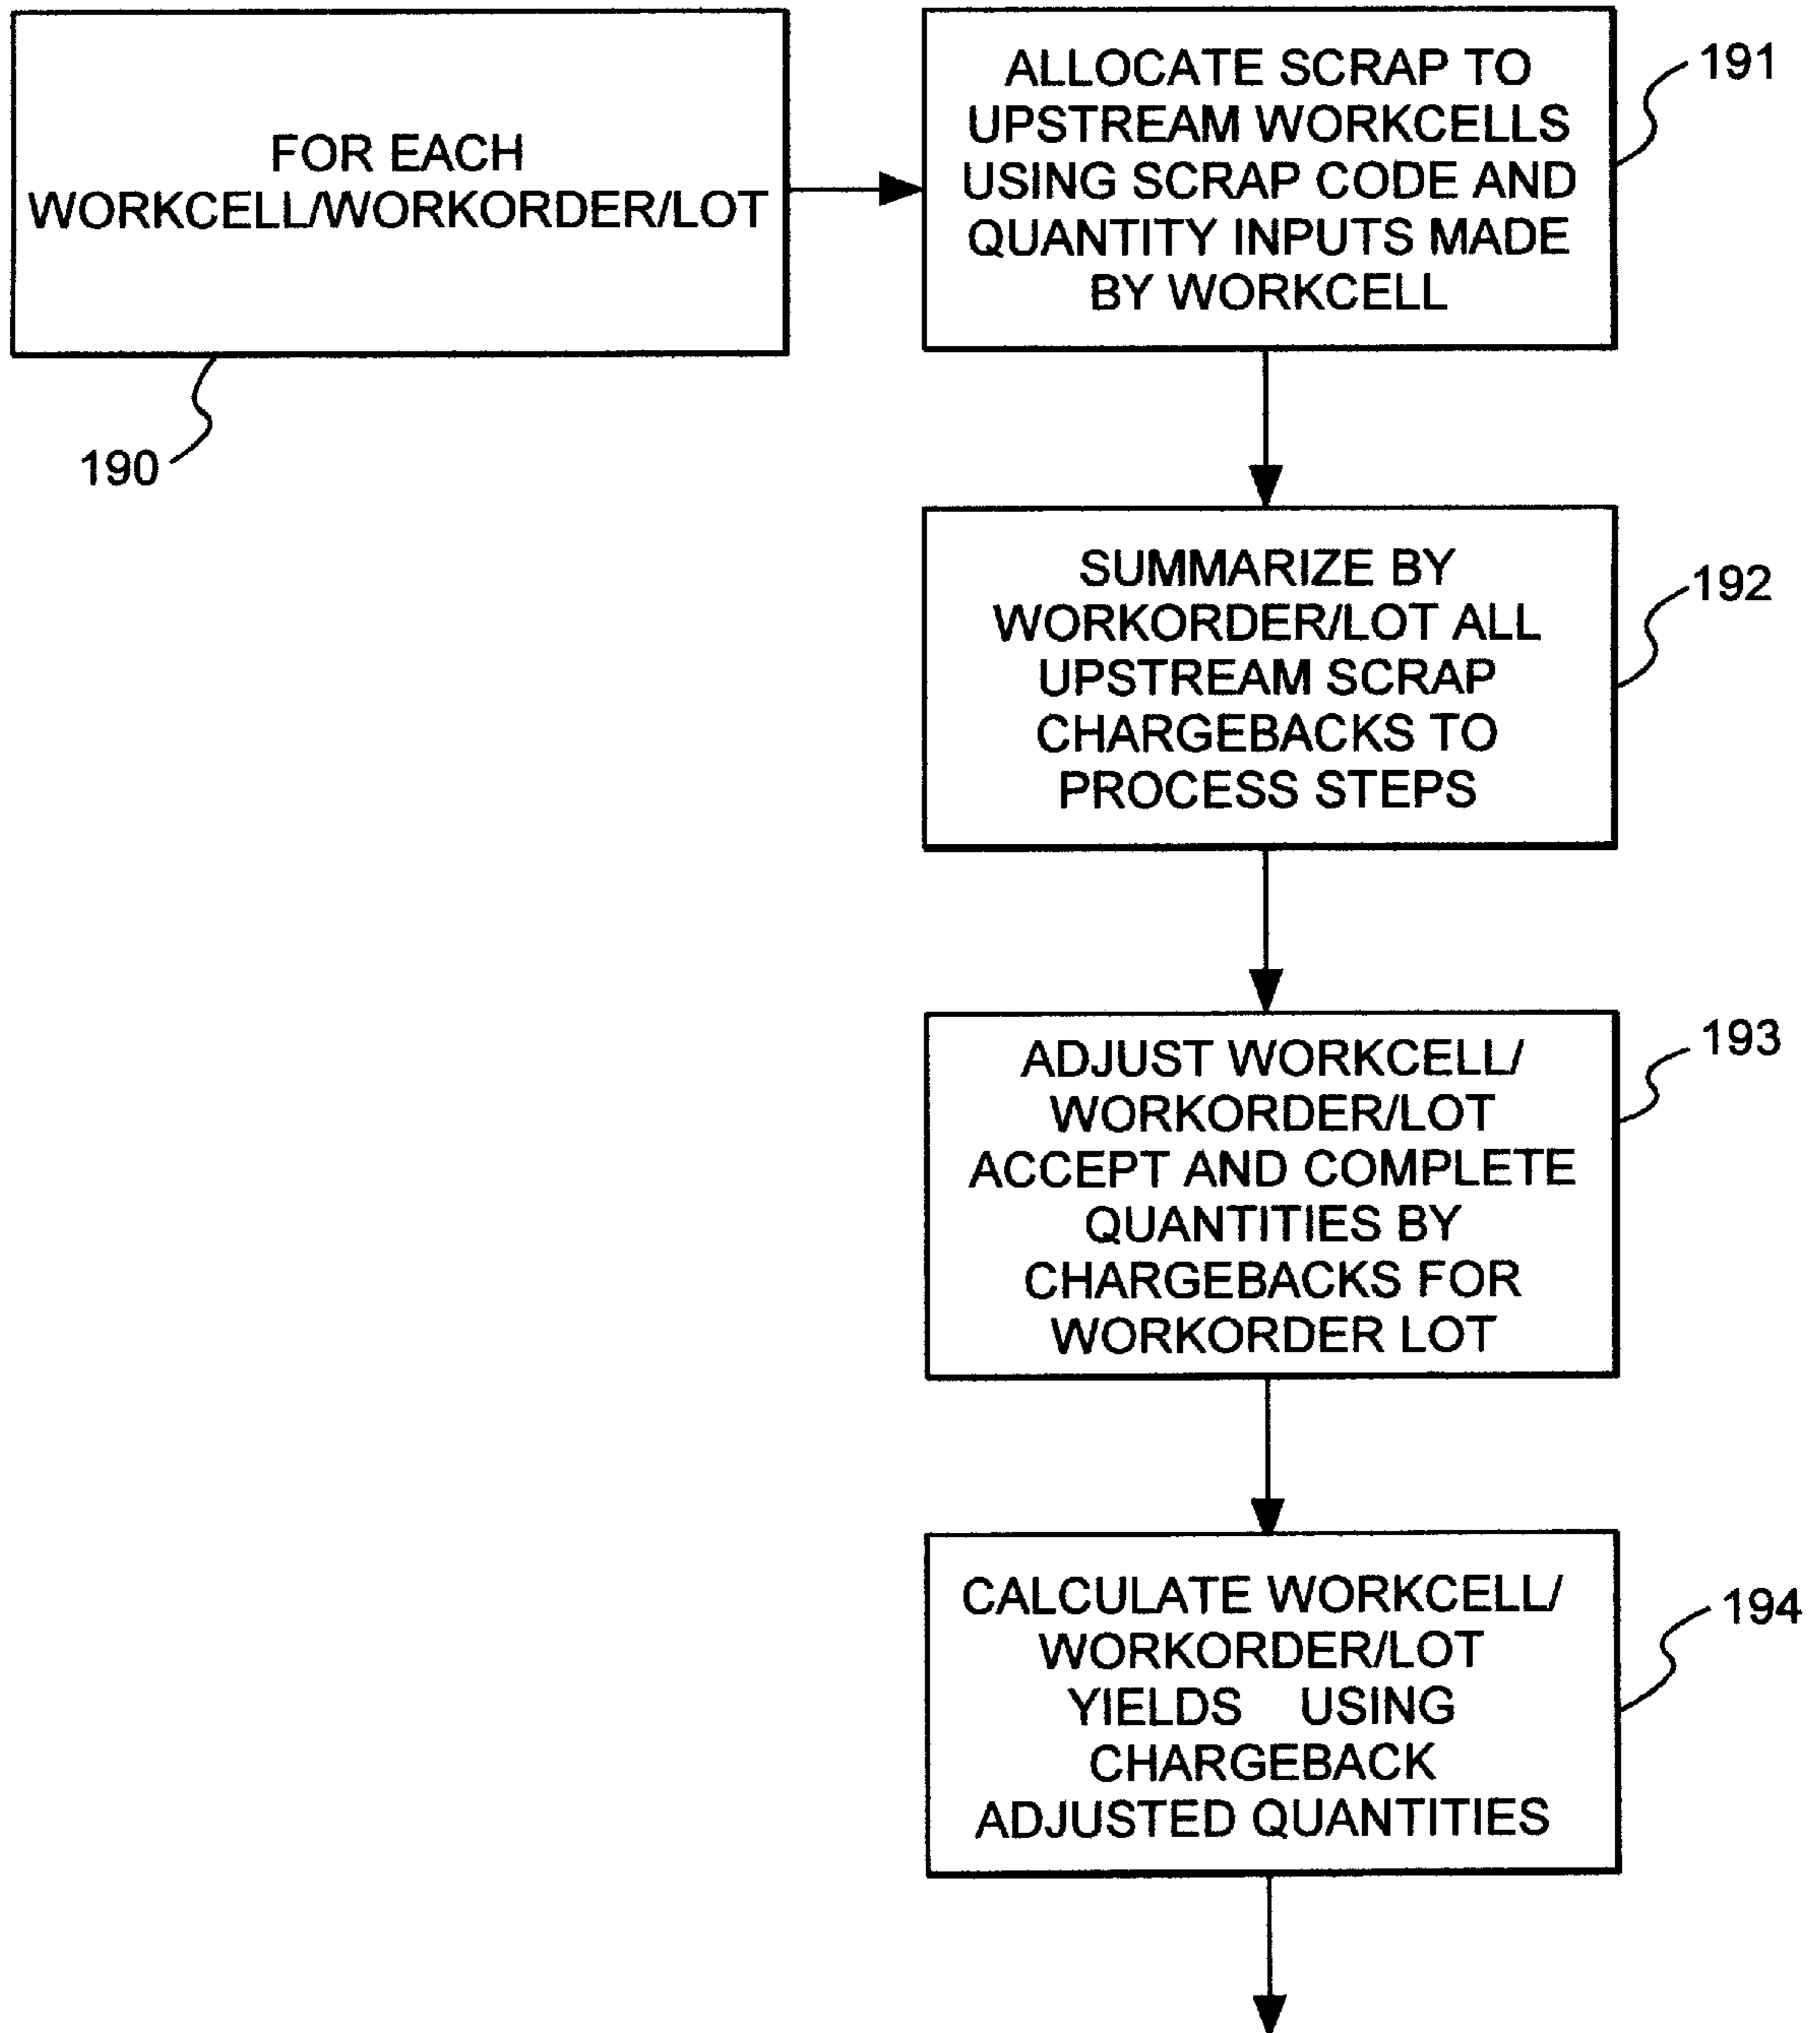 FOR EACH
WORKCELL/WORKORDER/LOT
190
ALLOCATE SCRAP TO
UPSTREAM WORKCELLS
USING SCRAP CODE AND
QUANTITY INPUTS MADE
BY WORKCELL
191
SUMMARIZE BY
WORKORDER/LOT ALL
UPSTREAM SCRAP
CHARGEBACKS TO
PROCESS STEPS
192
ADJUST WORKCELL/
WORKORDER/LOT
ACCEPT AND COMPLETE
QUANTITIES BY
CHARGEBACKS FOR
WORKORDER LOT
193
CALCULATE WORKCELL/
WORKORDER/LOT
YIELDS USING
CHARGEBACK
ADJUSTED QUANTITIES
194